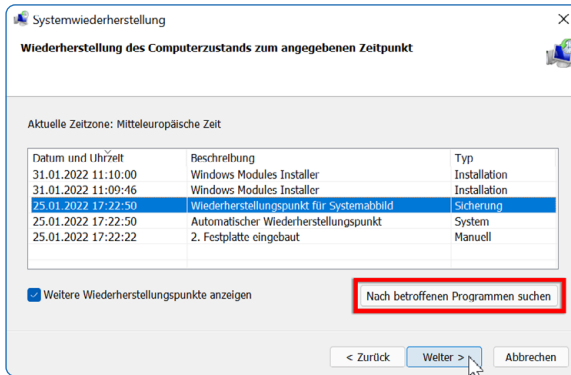 Systemwiederherstellung
Wiederherstellung des Computerzustands zum angegebenen Zeitpunkt
Aktuelle Zeitzone: Mitteleuropäische Zeit
Datum und Uhrzeit Beschreibung Typ
31.01.2022 11:10:00 Windows Modules Installer Installation
31.01.2022 11:09:46 Windows Modules Installer Installation
25.01.2022 17:22:50 Wiederherstellungspunkt für Systemabbild Sicherung
25.01.2022 17:22:50 Automatischer Wiederherstellungspunkt System
25.01.2022 17:22:22 2. Festplatte eingebaut Manuell
Weitere Wiederherstellungspunkte anzeigen Nach betroffenen Programmen suchen
< Zurück Weiter > Abbrechen